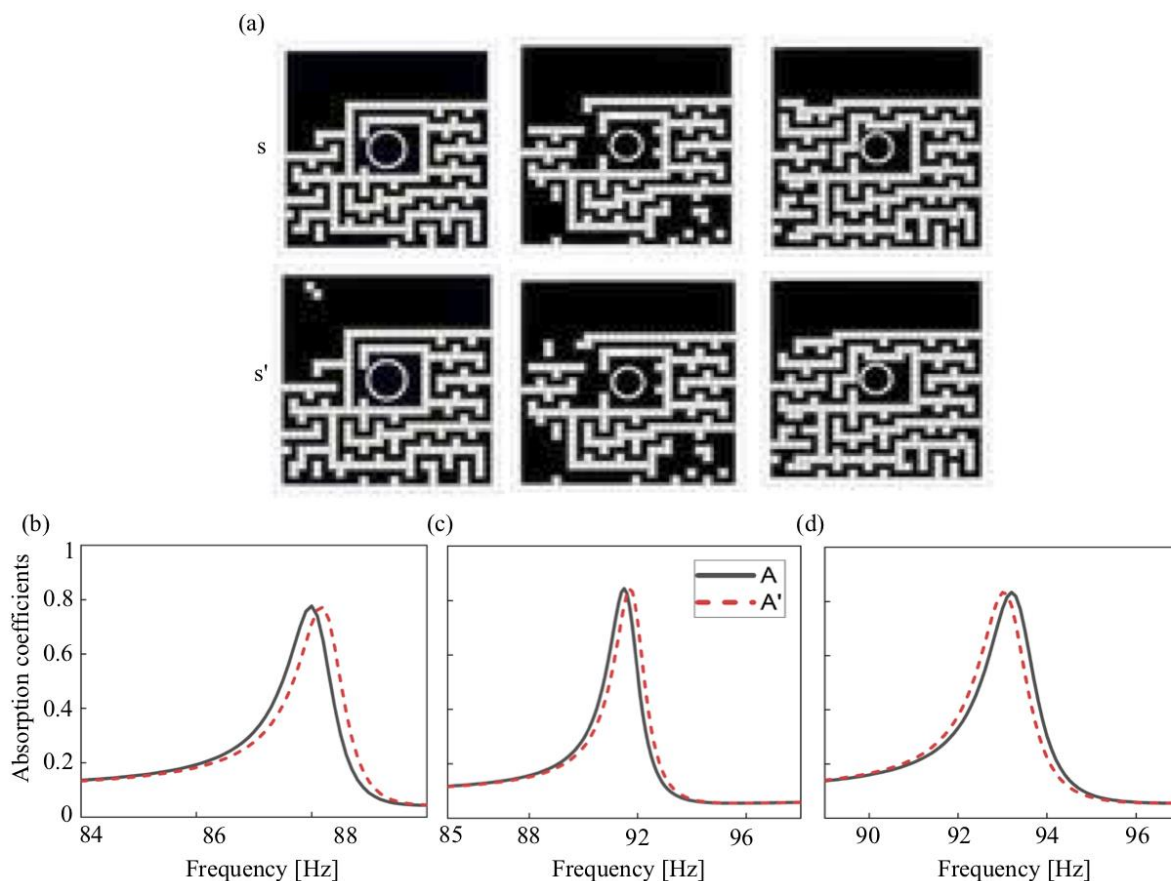 (a)
s
s'
(b)
(c)
(d)
Absorption coefficients
1
0.8
0.6
0.4
0.2
0
A
A'
84
86
88
85
88
92
96
90
92
94
96
Frequency [Hz]
Frequency [Hz]
Frequency [Hz]